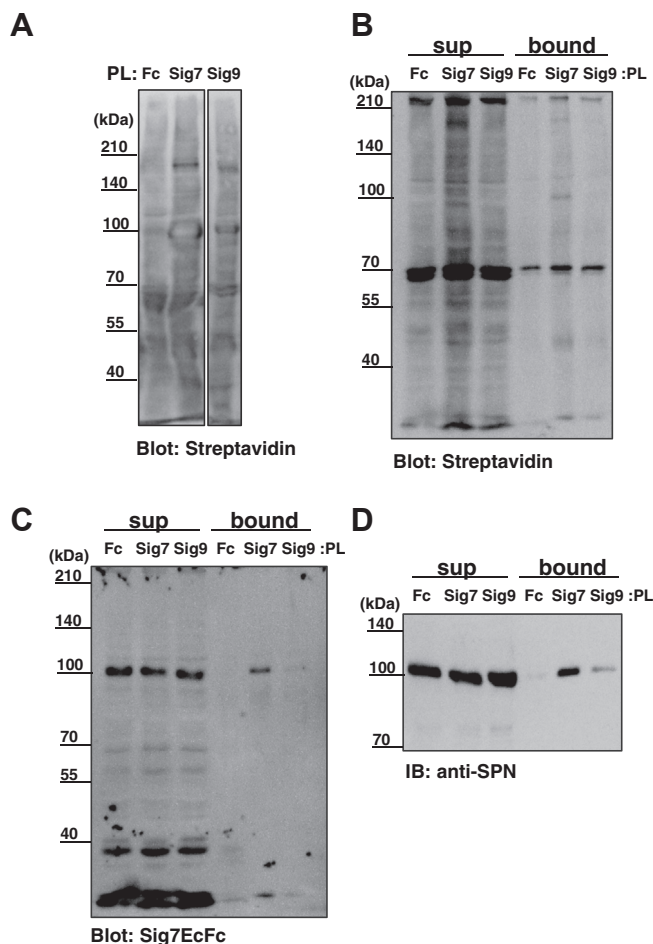 A
PL: Fc Sig7 Sig9
(kDa)
210
140
100
70
55
40
Blot: Streptavidin
B
sup bound
Fc Sig7 Sig9 Fc Sig7 Sig9 :PL
210
140
100
70
55
40
Blot: Streptavidin
C
sup bound
Fc Sig7 Sig9 Fc Sig7 Sig9 :PL
(kDa)
210
140
100
70
55
40
Blot: Sig7EcFc
D
sup bound
Fc Sig7 Sig9 Fc Sig7 Sig9 :PL
(kDa)
140
100
70
IB: anti-SPN